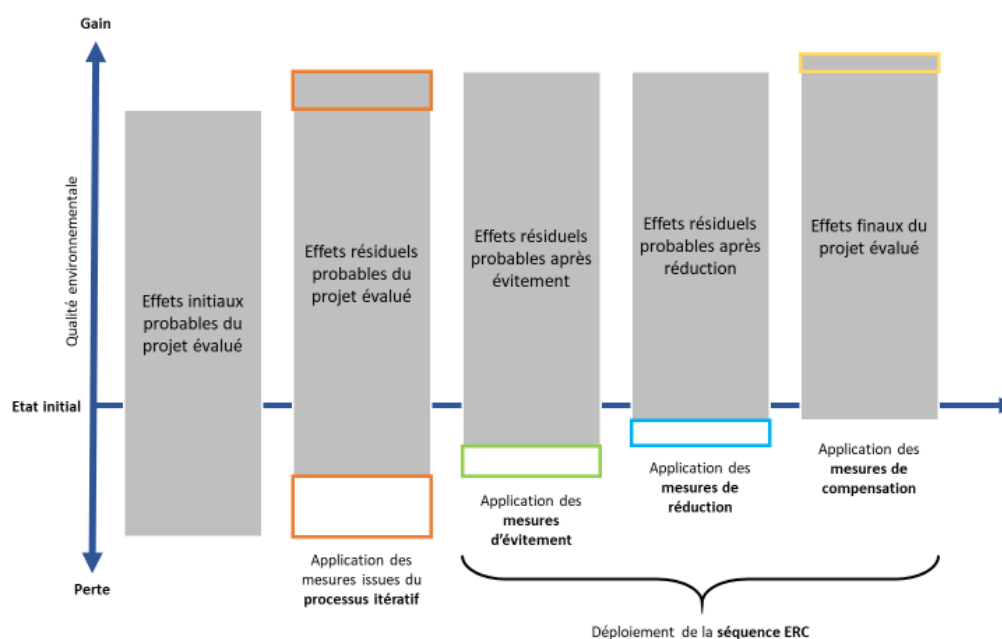 Gain
Qualité environnementale
Etat initial
Perte
Effets initiaux
probables du
projet évalué
Effets résiduels
probables du
projet évalué
Effets résiduels
probables après
évitement
Effets résiduels
probables après
réduction
Effets finaux du
projet évalué
Application des
mesures issues du
processus itératif
Application des
mesures
d'évitement
Application des
mesures de
réduction
Application des
mesures de
compensation
Déploiement de la séquence ERC